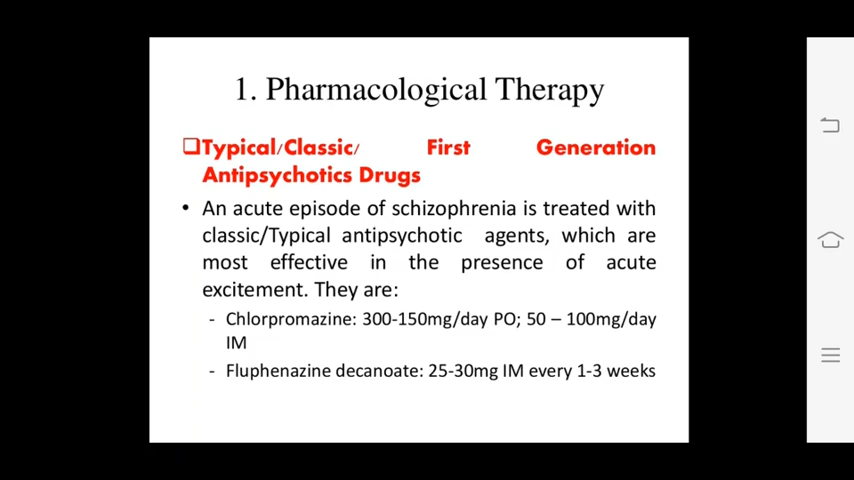 1. Pharmacological Therapy
❑Typical/Classic/ First Generation
Antipsychotics Drugs
• An acute episode of schizophrenia is treated with
classic/Typical antipsychotic agents, which are
most effective in the presence of acute
excitement. They are:
- Chlorpromazine: 300-150mg/day PO; 50 – 100mg/day
IM
- Fluphenazine decanoate: 25-30mg IM every 1-3 weeks